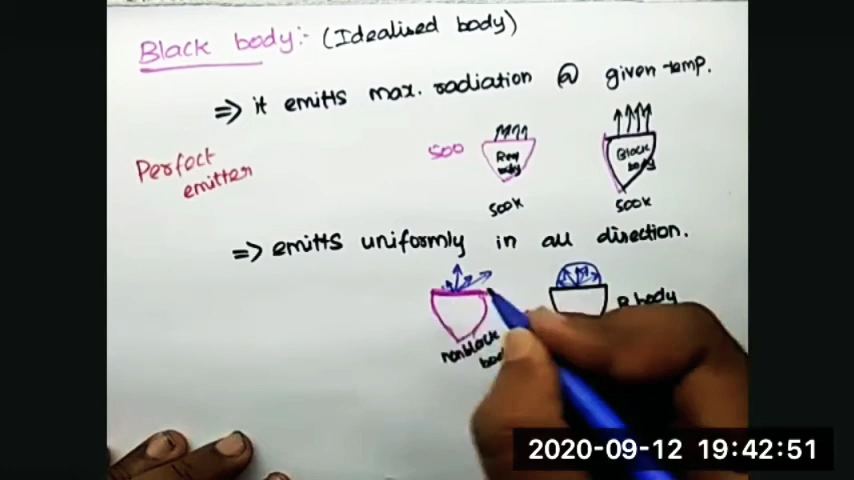 Black body:- (Idealised body)
⇒ it emitts max. radiation @ given temp.
Perfect
emitter
500
Real
body
Black
body
500K
500K
⇒ emitts uniformly in all direction.
B.body
nonblack
2020-09-12 19:42:51